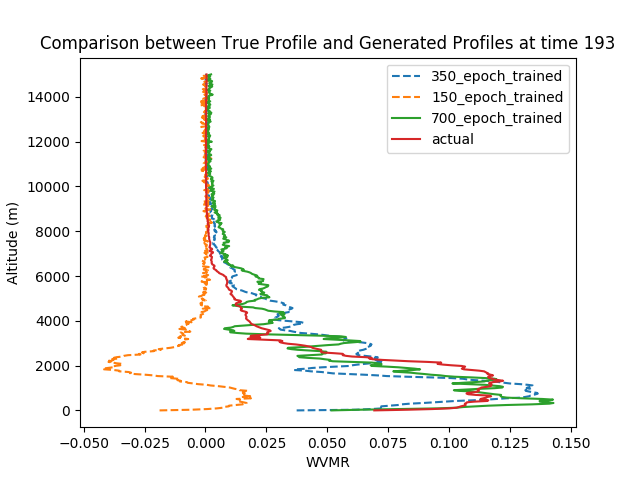 Comparison between True Profile and Generated Profiles at time 193
350_epoch_trained
150_epoch_trained
700_epoch_trained
actual
14000
12000
10000
8000
6000
4000
2000
0
Altitude (m)
−0.050 −0.025 0.000 0.025 0.050 0.075 0.100 0.125 0.150
WVMR